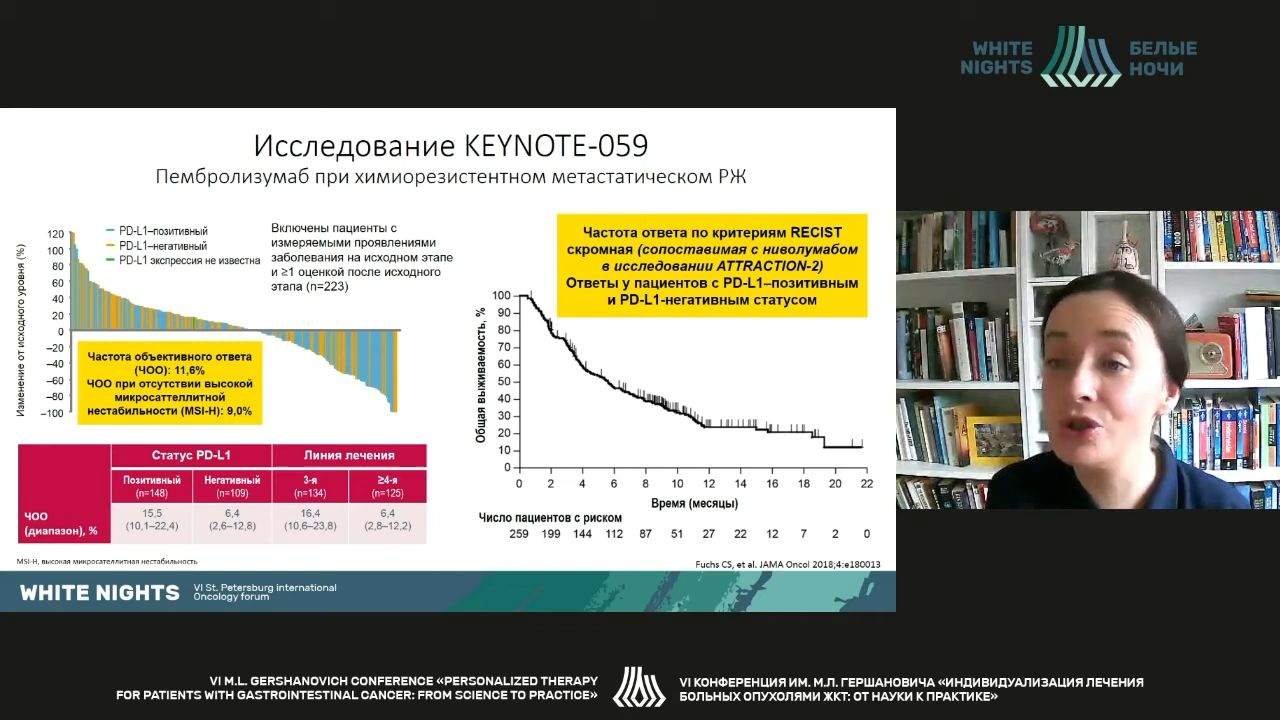 WHITE NIGHTS
БЕЛЫЕ НОЧИ
Исследование KEYNOTE-059
Пембролизумаб при химиорезистентном метастатическом РЖ
Изменение от исходного уровня (%)
120
100
80
60
40
20
0
–20
–40
–60
–80
–100
PD-L1–позитивный
PD-L1–негативный
PD-L1 экспрессия не известна
Включены пациенты с
измеряемыми проявлениями
заболевания на исходном этапе
и ≥1 оценкой после исходного
этапа (n=223)
Частота объективного ответа
(ЧОО): 11,6%
ЧОО при отсутствии высокой
микросателлитной
нестабильности (MSI-H): 9,0%
Частота ответа по критериям RECIST
скромная (сопоставимая с ниволумабом
в исследовании ATTRACTION-2)
Ответы у пациентов с PD-L1–позитивным
и PD-L1-негативным статусом
Общая выживаемость, %
100
90
80
70
60
50
40
30
20
10
0
0 2 4 6 8 10 12 14 16 18 20 22
Время (месяцы)
Число пациентов с риском
259 199 144 112 87 51 27 22 12 7 2 0
Статус PD-L1 Линия лечения
Позитивный (n=148) Негативный (n=109) 3-я (n=134) ≥4-я (n=125)
ЧОО (диапазон), % 15,5 (10,1–22,4) 6,4 (2,6–12,8) 16,4 (10,6–23,8) 6,4 (2,8–12,2)
MSI-H, высокая микросателлитная нестабильность
Fuchs CS, et al. JAMA Oncol 2018;4:e180013
WHITE NIGHTS
VI St. Petersburg international
Oncology forum
VI M.L. GERSHANOVICH CONFERENCE «PERSONALIZED THERAPY
FOR PATIENTS WITH GASTROINTESTINAL CANCER: FROM SCIENCE TO PRACTICE»
VI КОНФЕРЕНЦИЯ ИМ. М.Л. ГЕРШАНОВИЧА «ИНДИВИДУАЛИЗАЦИЯ ЛЕЧЕНИЯ
БОЛЬНЫХ ОПУХОЛЯМИ ЖКТ: ОТ НАУКИ К ПРАКТИКЕ»